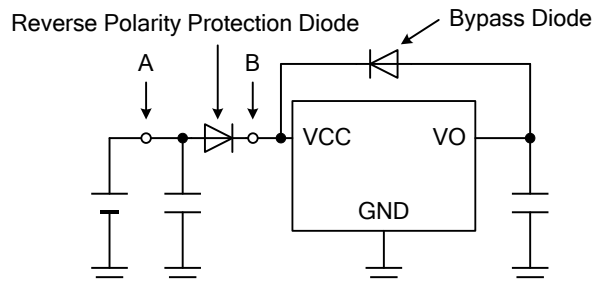 Reverse Polarity Protection Diode
Bypass Diode
A
B
VCC
VO
GND